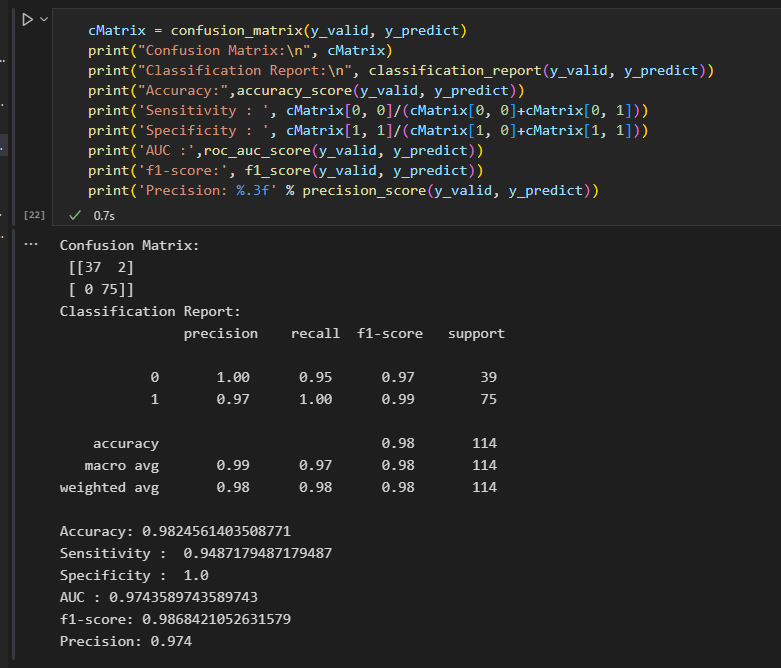 cMatrix = confusion_matrix(y_valid, y_predict)
print("Confusion Matrix:\n", cMatrix)
print("Classification Report:\n", classification_report(y_valid, y_predict))
print("Accuracy:",accuracy_score(y_valid, y_predict))
print('Sensitivity : ', cMatrix[0, 0]/(cMatrix[0, 0]+cMatrix[0, 1]))
print('Specificity : ', cMatrix[1, 1]/(cMatrix[1, 0]+cMatrix[1, 1]))
print('AUC :',roc_auc_score(y_valid, y_predict))
print('f1-score:', f1_score(y_valid, y_predict))
print('Precision: %.3f' % precision_score(y_valid, y_predict))
[22] 0.7s
... Confusion Matrix:
[[37  2]
[ 0 75]]
Classification Report:
precision recall f1-score support
0 1.00 0.95 0.97 39
1 0.97 1.00 0.99 75
accuracy 0.98 114
macro avg 0.99 0.97 0.98 114
weighted avg 0.98 0.98 0.98 114
Accuracy: 0.9824561403508771
Sensitivity :  0.9487179487179487
Specificity :  1.0
AUC : 0.9743589743589743
f1-score: 0.9868421052631579
Precision: 0.974